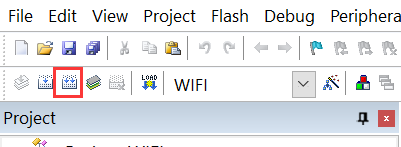 File Edit View Project Flash Debug Periphera
LOAD WIFI
Project